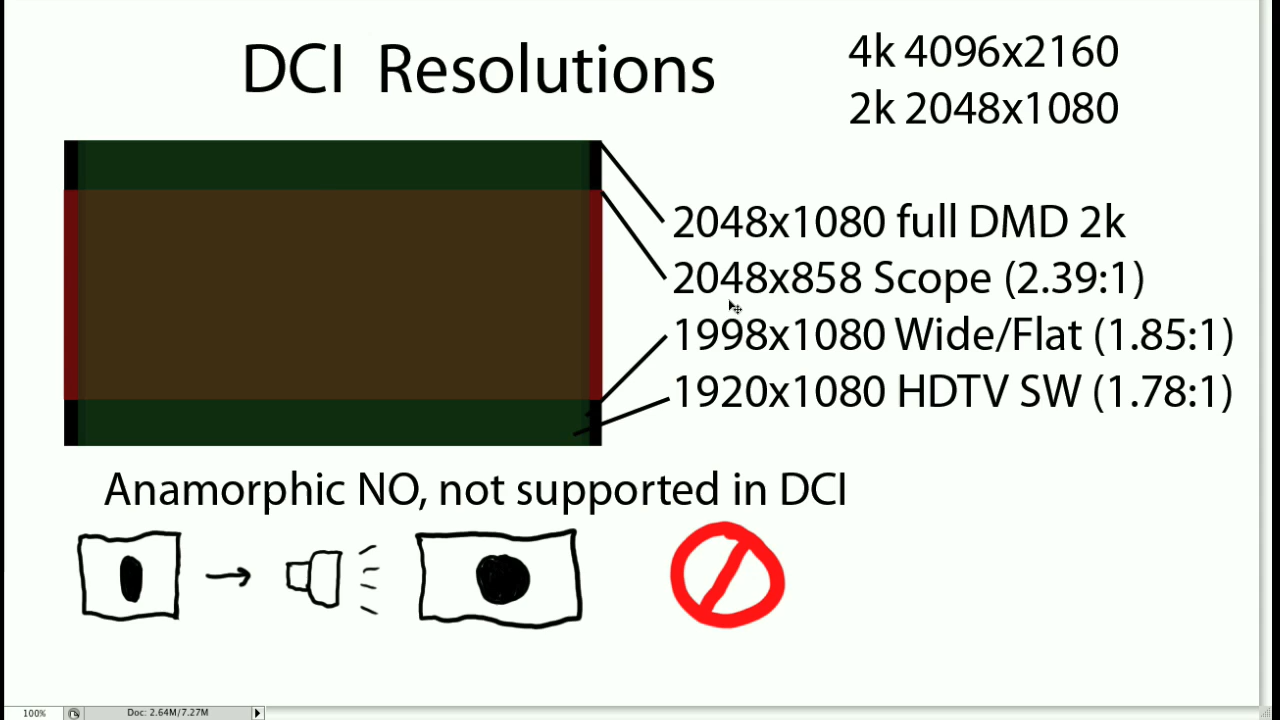 DCI Resolutions
4k 4096x2160
2k 2048x1080
2048x1080 full DMD 2k
2048x858 Scope (2.39:1)
1998x1080 Wide/Flat (1.85:1)
1920x1080 HDTV SW (1.78:1)
Anamorphic NO, not supported in DCI
100%
Doc: 2.64M/7.27M